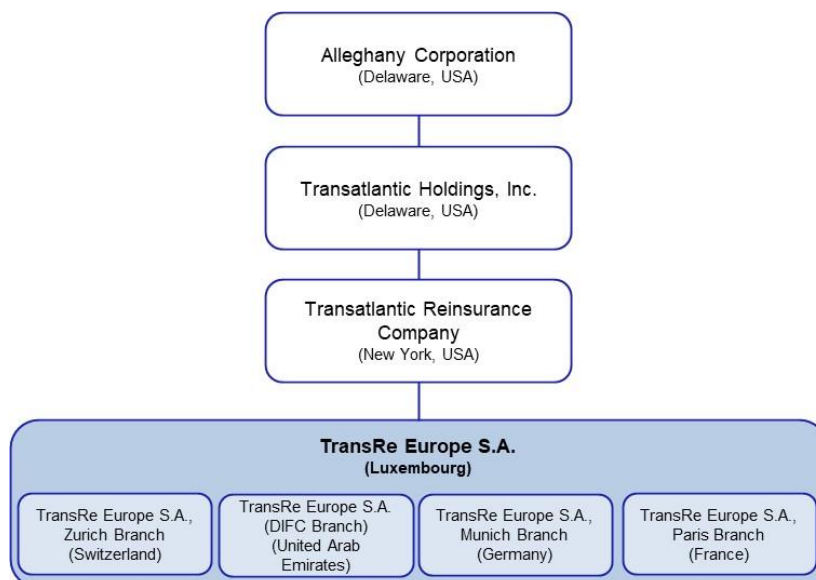 Alleghany Corporation
(Delaware, USA)
Transatlantic Holdings, Inc.
(Delaware, USA)
Transatlantic Reinsurance
Company
(New York, USA)
TransRe Europe S.A.
(Luxembourg)
TransRe Europe S.A.,
Zurich Branch
(Switzerland)
TransRe Europe S.A.
(DIFC Branch)
(United Arab
Emirates)
TransRe Europe S.A.,
Munich Branch
(Germany)
TransRe Europe S.A.,
Paris Branch
(France)